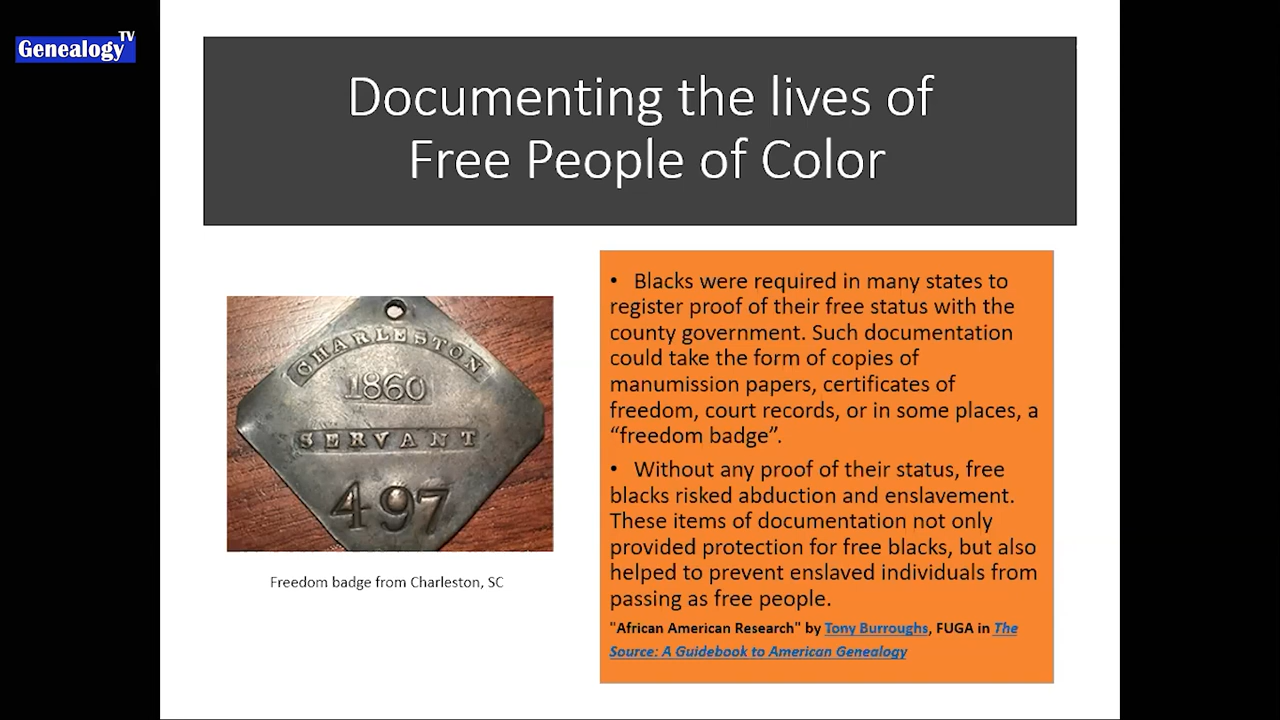 Genealogy TV
Documenting the lives of
Free People of Color
CHARLESTON
1860
SERVANT
497
Freedom badge from Charleston, SC
• Blacks were required in many states to
register proof of their free status with the
county government. Such documentation
could take the form of copies of
manumission papers, certificates of
freedom, court records, or in some places, a
“freedom badge”.
• Without any proof of their status, free
blacks risked abduction and enslavement.
These items of documentation not only
provided protection for free blacks, but also
helped to prevent enslaved individuals from
passing as free people.
"African American Research" by Tony Burroughs, FUGA in The
Source: A Guidebook to American Genealogy